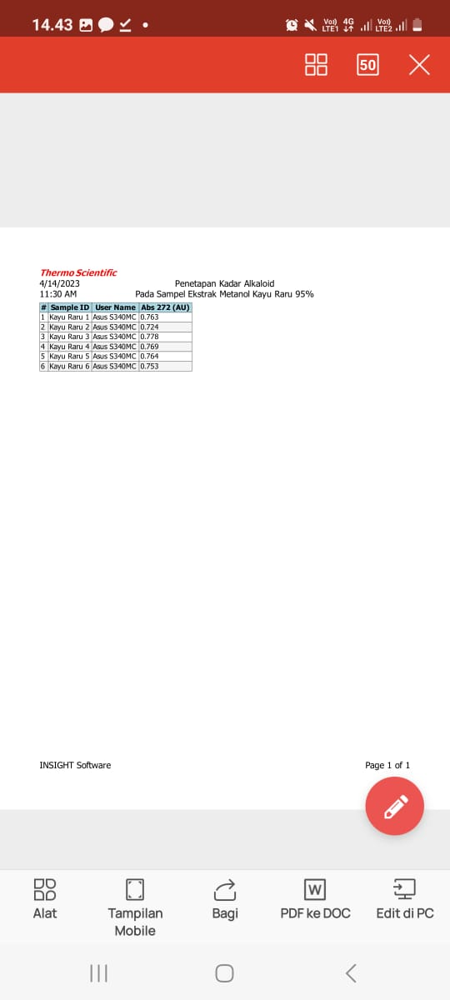 14.43
Vo)) 4G Vo))
LTE1 LTE2
50
Thermo Scientific
4/14/2023 Penetapan Kadar Alkaloid
11:30 AM Pada Sampel Ekstrak Metanol Kayu Raru 95%
# Sample ID User Name Abs 272 (AU)
1 Kayu Raru 1 Asus S340MC 0.763
2 Kayu Raru 2 Asus S340MC 0.724
3 Kayu Raru 3 Asus S340MC 0.778
4 Kayu Raru 4 Asus S340MC 0.769
5 Kayu Raru 5 Asus S340MC 0.764
6 Kayu Raru 6 Asus S340MC 0.753
INSIGHT Software Page 1 of 1
W
Alat Tampilan Mobile Bagi PDF ke DOC Edit di PC